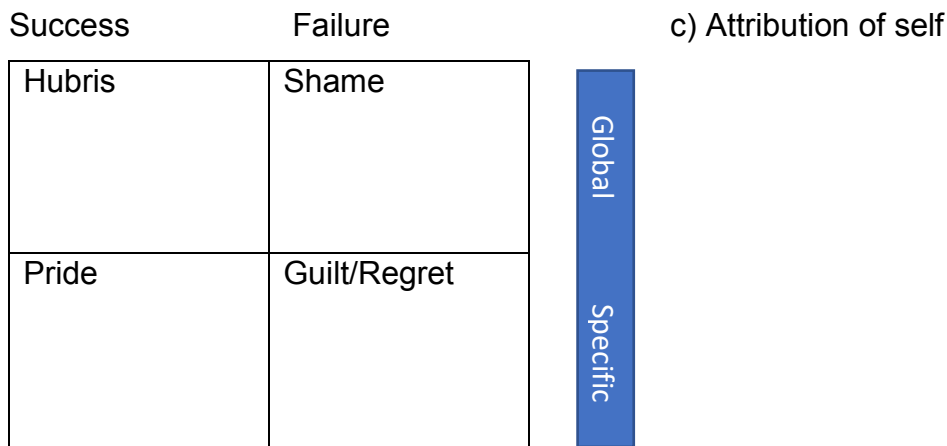 Success Failure c) Attribution of self
Hubris Shame
Global
Pride Guilt/Regret
Specific